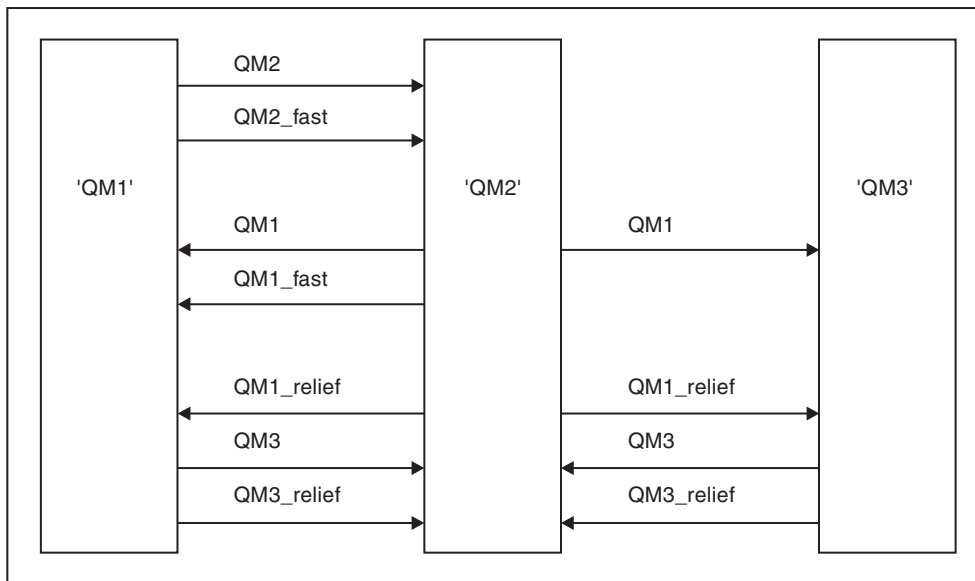 QM2
QM2_fast
'QM1' 'QM2' 'QM3'
QM1 QM1
QM1_fast
QM1_relief QM1_relief
QM3 QM3
QM3_relief QM3_relief